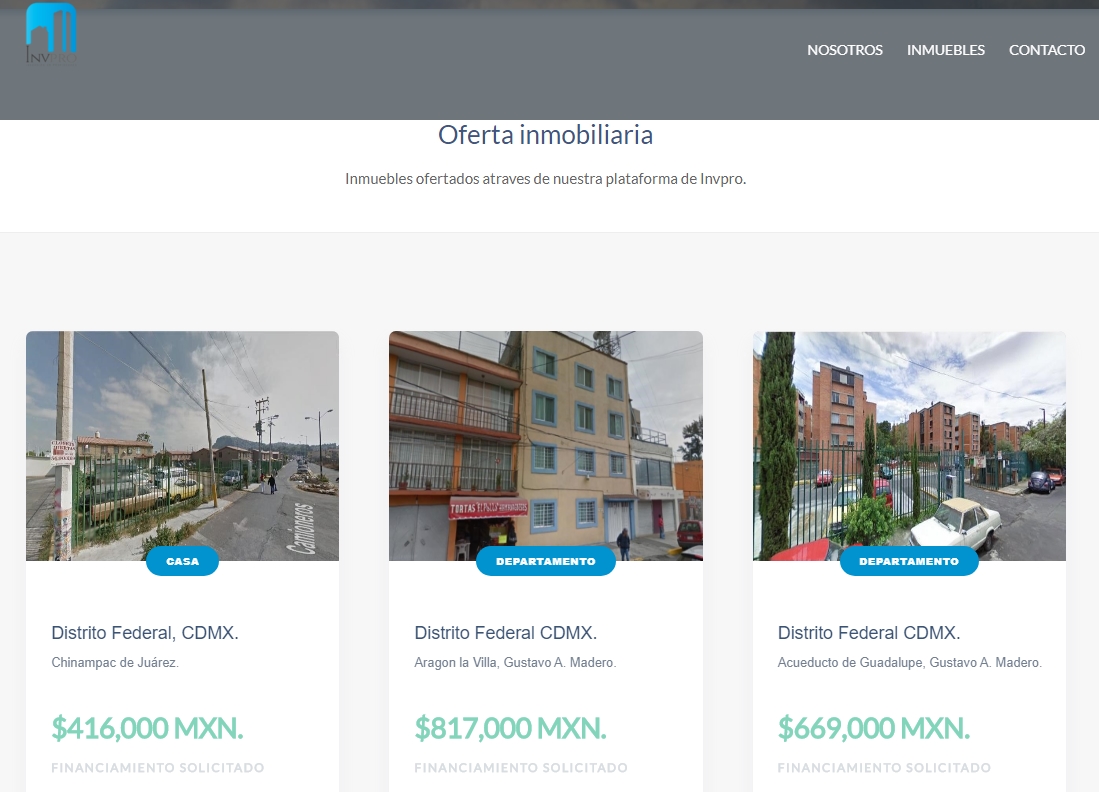 INVPRO
NOSOTROS INMUEBLES CONTACTO
Oferta inmobiliaria
Inmuebles ofertados atraves de nuestra plataforma de Invpro.
Camioneros
TORTAS
CASA
DEPARTAMENTO
DEPARTAMENTO
Distrito Federal, CDMX.
Chinampac de Juárez.
$416,000 MXN.
FINANCIAMIENTO SOLICITADO
Distrito Federal CDMX.
Aragon la Villa, Gustavo A. Madero.
$817,000 MXN.
FINANCIAMIENTO SOLICITADO
Distrito Federal CDMX.
Acueducto de Guadalupe, Gustavo A. Madero.
$669,000 MXN.
FINANCIAMIENTO SOLICITADO